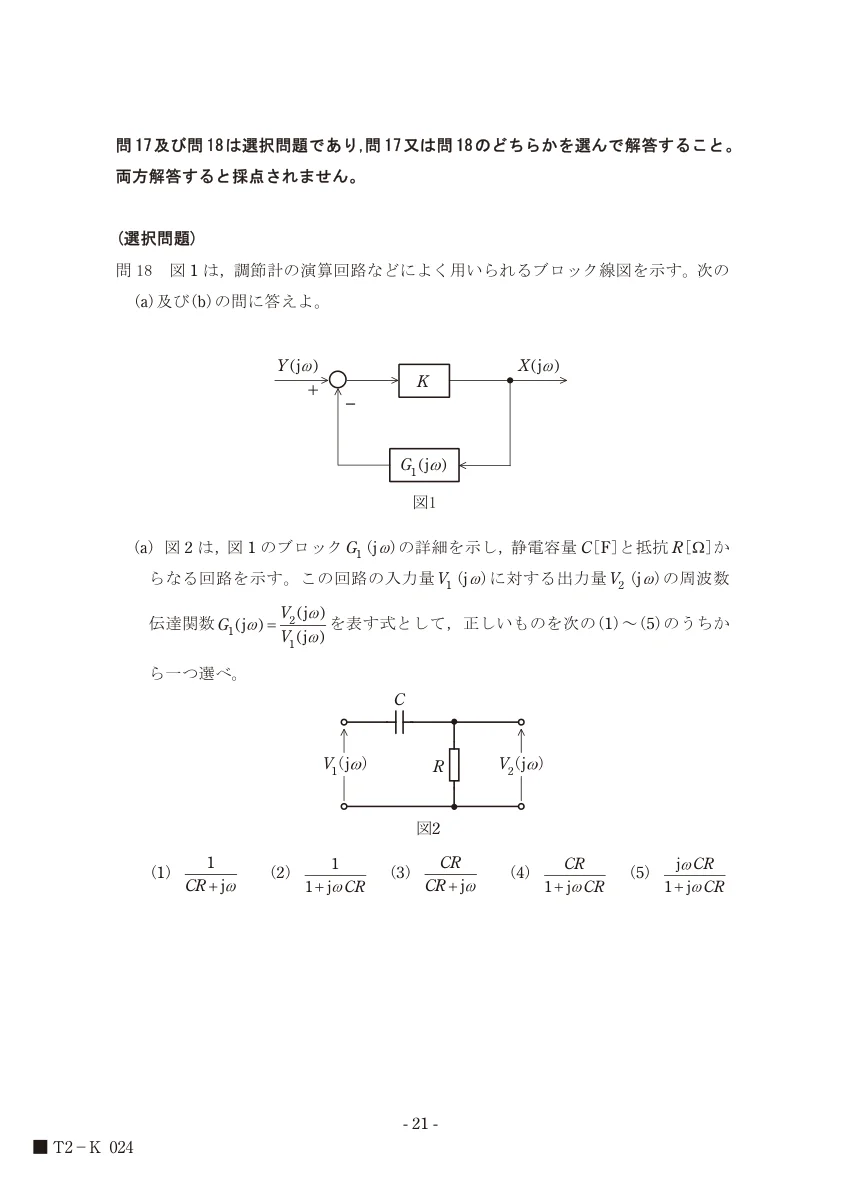 問17及び問18は選択問題であり,問17又は問18のどちらかを選んで解答すること。
両方解答すると採点されません。
(選択問題)
問 18 図 1 は，調節計の演算回路などによく用いられるブロック線図を示す。次の
(a)及び(b)の問に答えよ。
Y(jω)
X(jω)
K
+
−
G₁(jω)
図1
(a) 図 2 は，図 1 のブロック G₁(jω)の詳細を示し，静電容量 C[F]と抵抗 R[Ω]か
らなる回路を示す。この回路の入力量V₁(jω)に対する出力量V₂(jω)の周波数
伝達関数G₁(jω)=V₂(jω)/V₁(jω)を表す式として，正しいものを次の(1)～(5)のうちか
ら一つ選べ。
C
V₁(jω)
R
V₂(jω)
図2
(1) 1/(CR+jω) (2) 1/(1+jωCR) (3) CR/(CR+jω) (4) CR/(1+jωCR) (5) jωCR/(1+jωCR)
- 21 -
■ T2−K 024